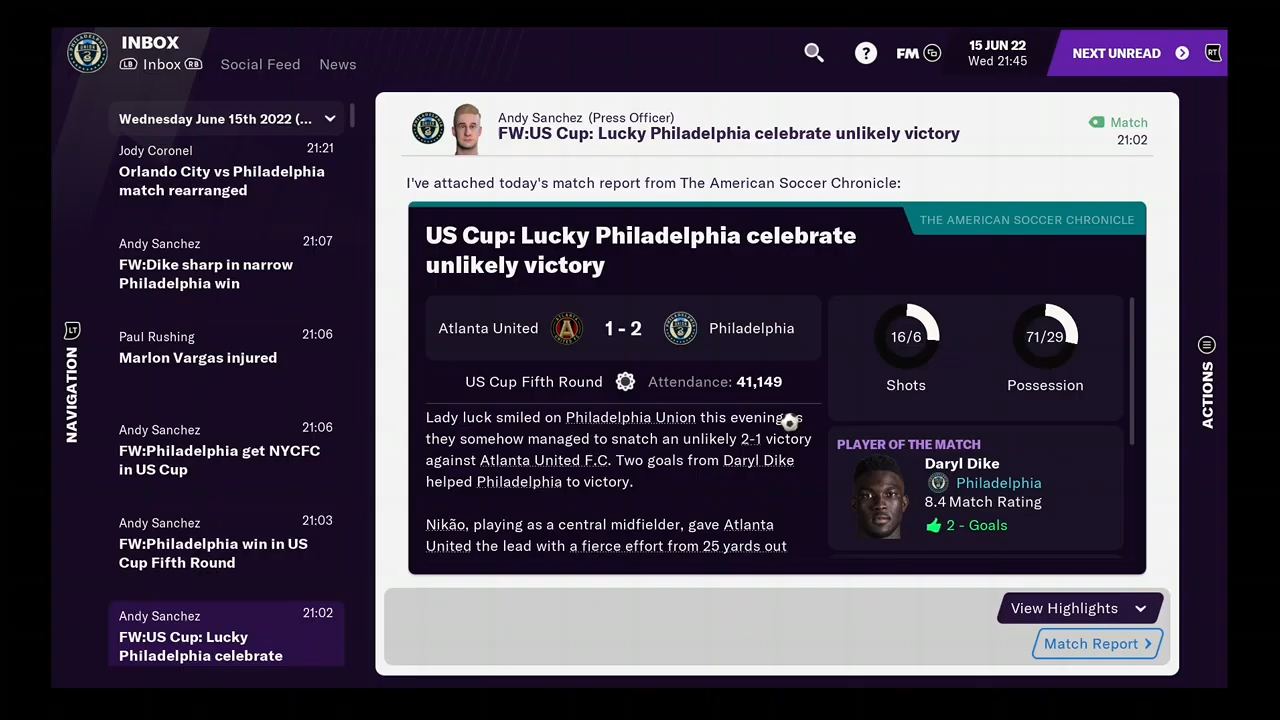 INBOX
LB Inbox RB
Social Feed
News
?
FM
15 JUN 22
Wed 21:45
NEXT UNREAD
RT
Wednesday June 15th 2022 (...
Jody Coronel
21:21
Orlando City vs Philadelphia
match rearranged
Andy Sanchez
21:07
FW:Dike sharp in narrow
Philadelphia win
Paul Rushing
21:06
Marlon Vargas injured
Andy Sanchez
21:06
FW:Philadelphia get NYCFC
in US Cup
Andy Sanchez
21:03
FW:Philadelphia win in US
Cup Fifth Round
Andy Sanchez
21:02
FW:US Cup: Lucky
Philadelphia celebrate
LT
NAVIGATION
Andy Sanchez (Press Officer)
FW:US Cup: Lucky Philadelphia celebrate unlikely victory
Match
21:02
I've attached today's match report from The American Soccer Chronicle:
THE AMERICAN SOCCER CHRONICLE
US Cup: Lucky Philadelphia celebrate
unlikely victory
Atlanta United
1 - 2
Philadelphia
US Cup Fifth Round
Attendance: 41,149
Lady luck smiled on Philadelphia Union this evening
they somehow managed to snatch an unlikely 2-1 victory
against Atlanta United F.C. Two goals from Daryl Dike
helped Philadelphia to victory.
Nikão, playing as a central midfielder, gave Atlanta
United the lead with a fierce effort from 25 yards out
16/6
Shots
71/29
Possession
PLAYER OF THE MATCH
Daryl Dike
Philadelphia
8.4 Match Rating
2 - Goals
View Highlights
Match Report
ACTIONS